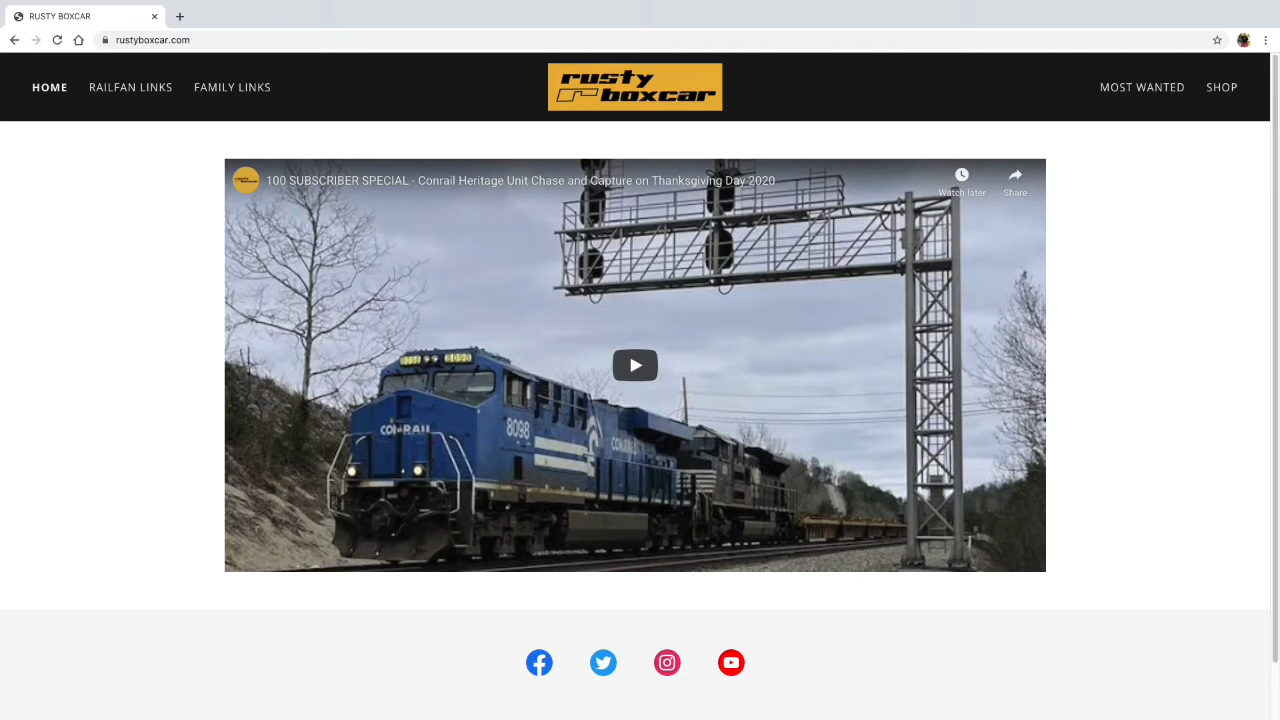 RUSTY BOXCAR
rustyboxcar.com
HOME RAILFAN LINKS FAMILY LINKS
rusty
boxcar
MOST WANTED SHOP
100 SUBSCRIBER SPECIAL - Conrail Heritage Unit Chase and Capture on Thanksgiving Day 2020
Watch later
Share
8098
CONRAIL
8098
CONRAIL